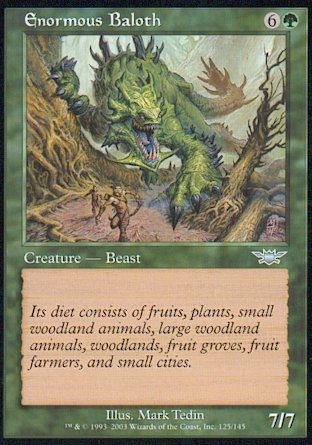 Enormous Baloth 6
Creature — Beast
Its diet consists of fruits, plants, small
woodland animals, large woodland
animals, woodlands, fruit groves, fruit
farmers, and small cities.
Illus. Mark Tedin
7/7
™ & © 1993-2003 Wizards of the Coast, Inc. 125/145